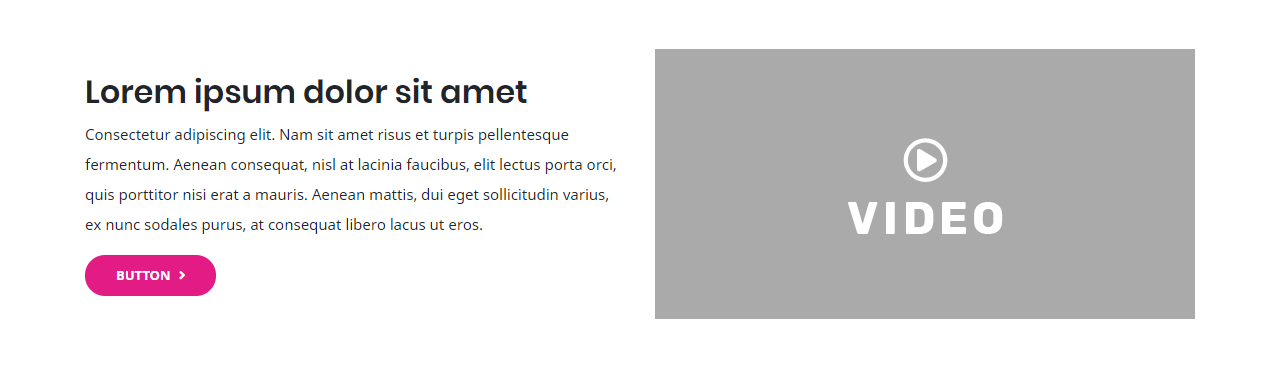 Lorem ipsum dolor sit amet
Consectetur adipiscing elit. Nam sit amet risus et turpis pellentesque
fermentum. Aenean consequat, nisl at lacinia faucibus, elit lectus porta orci,
quis porttitor nisi erat a mauris. Aenean mattis, dui eget sollicitudin varius,
ex nunc sodales purus, at consequat libero lacus ut eros.
BUTTON
VIDEO